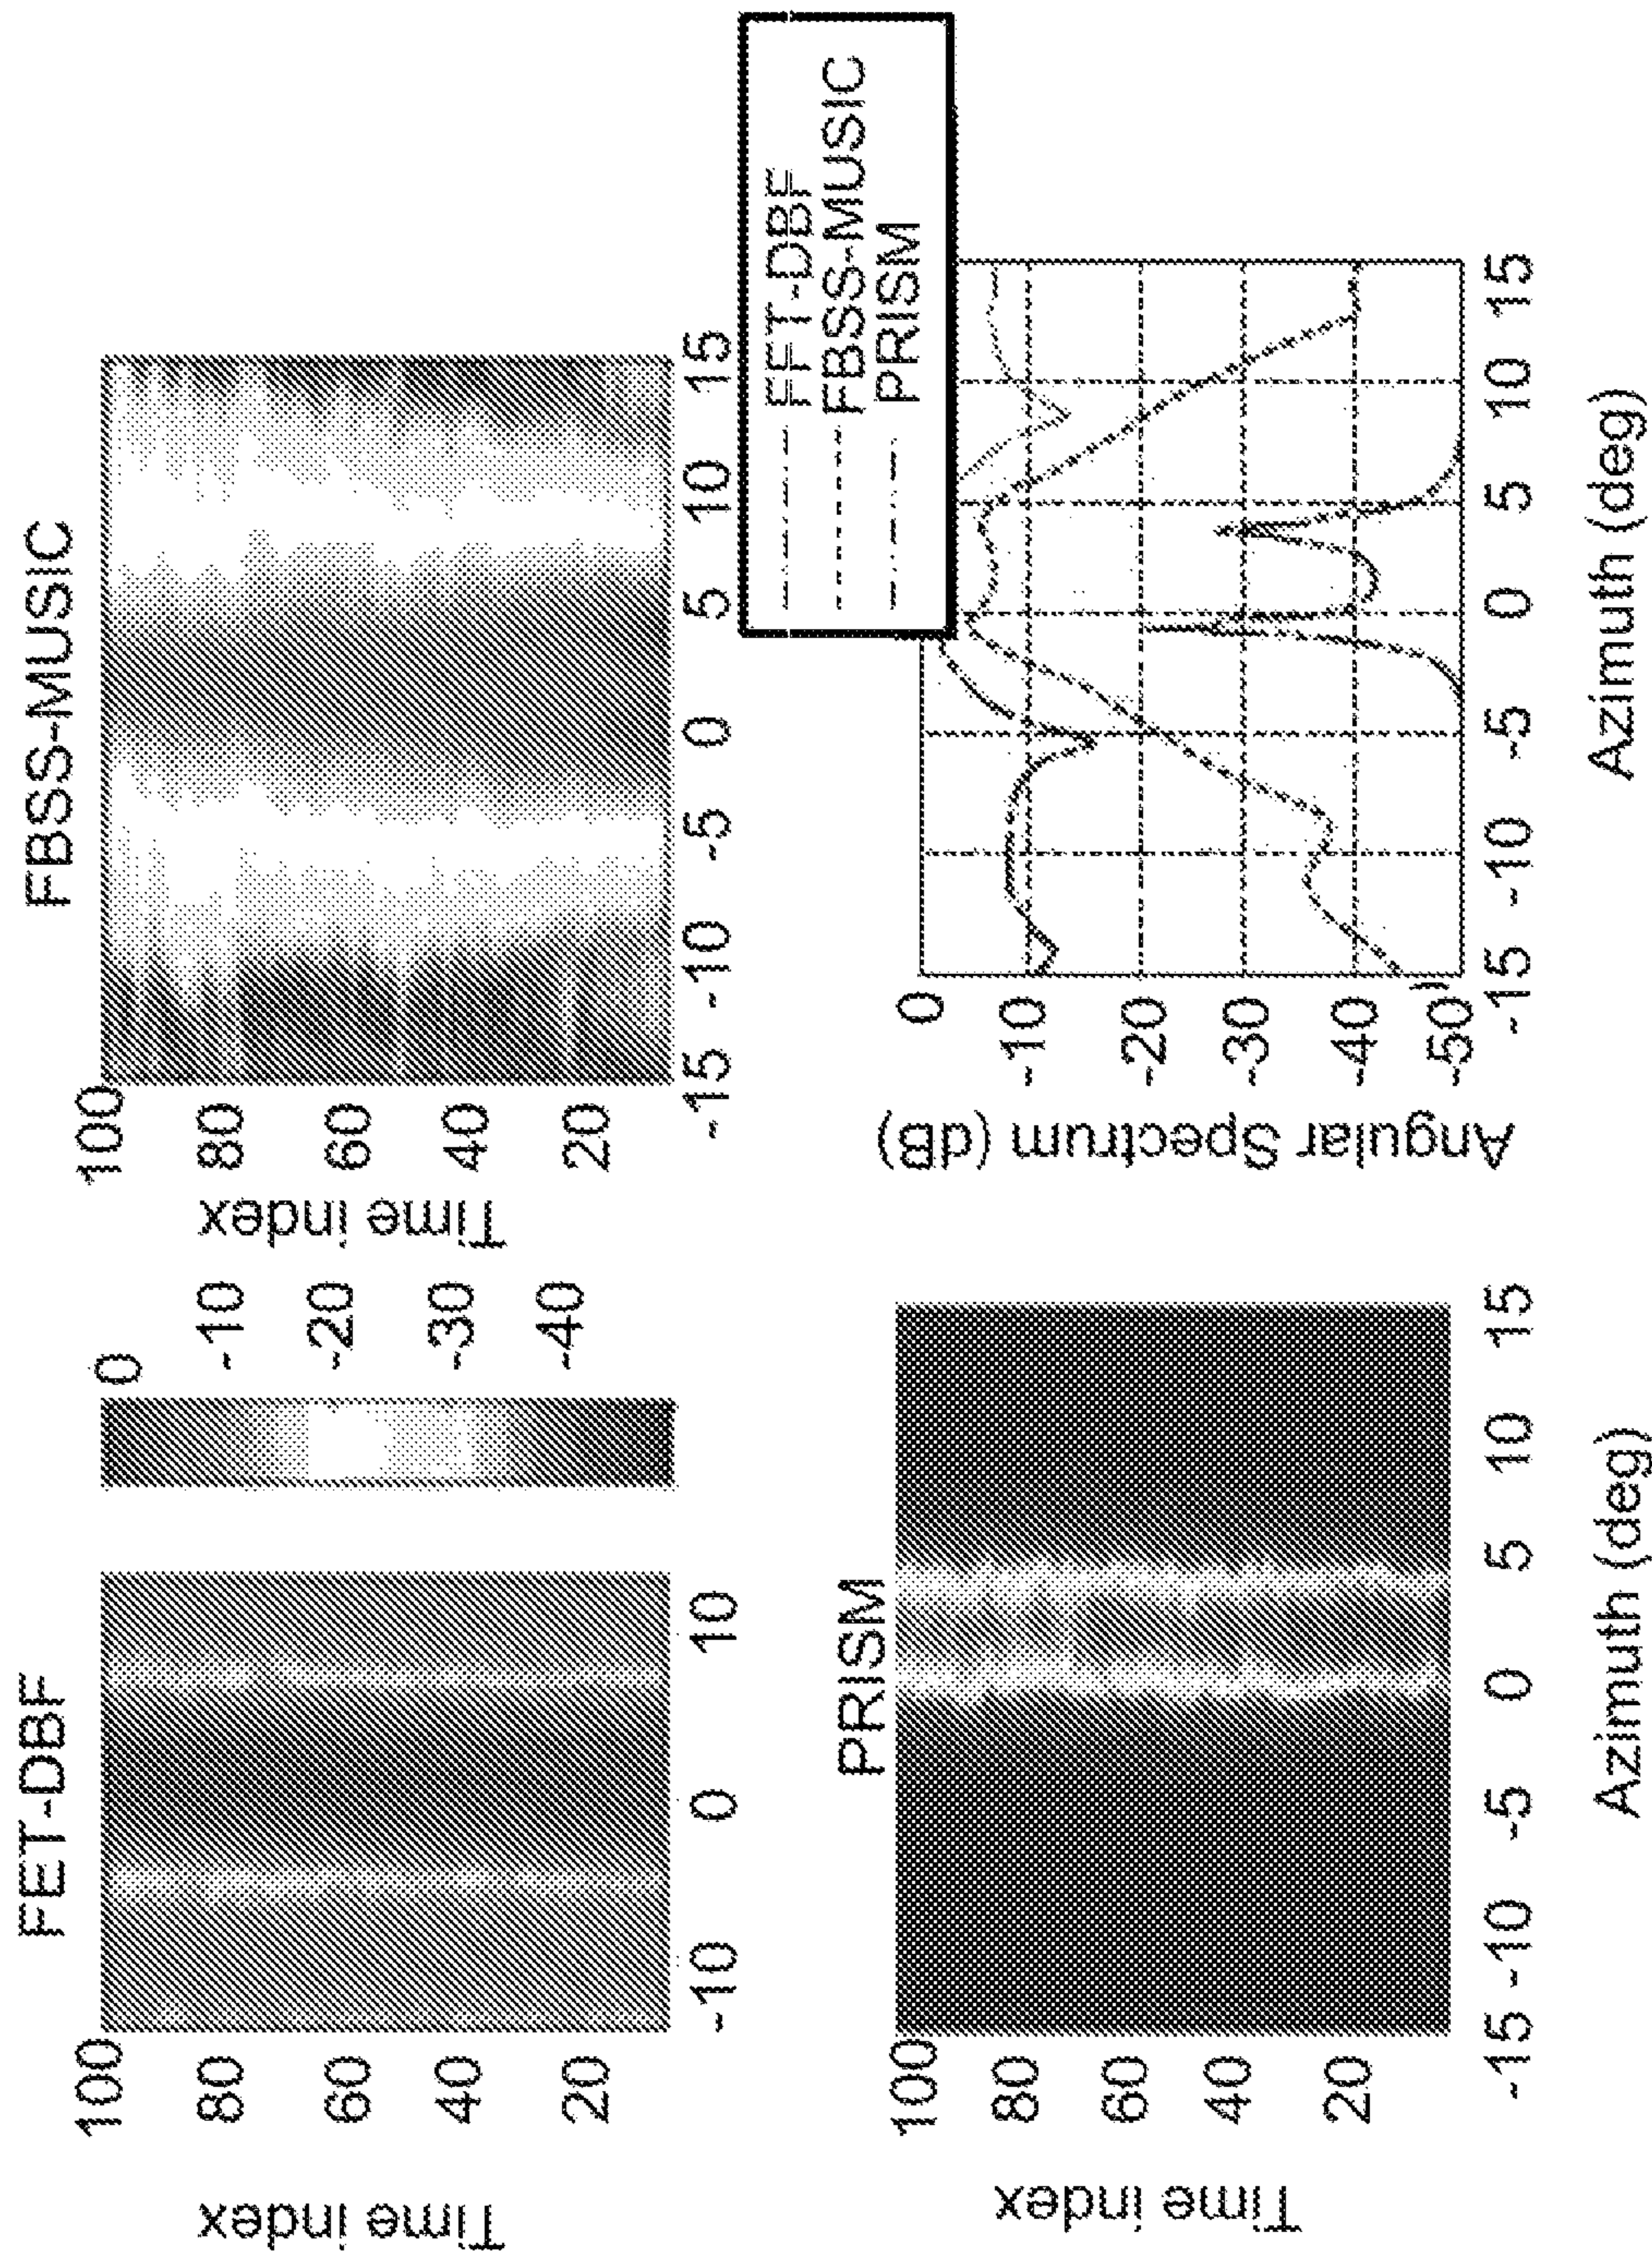 FET-DBF
100
80
60
40
20
Time index
-10
0
10
0
-10
-20
-30
-40
FBSS-MUSIC
100
80
60
40
20
Time index
-15 -10 -5 0 5 10 15
PRISM
100
80
60
40
20
Time index
-15 -10 -5 0 5 10 15
Azimuth (deg)
FFT-DBF
FBSS-MUSIC
PRISM
0
-10
-20
-30
-40
-50
Angular Spectrum (dB)
-15 -10 -5 0 5 10 15
Azimuth (deg)